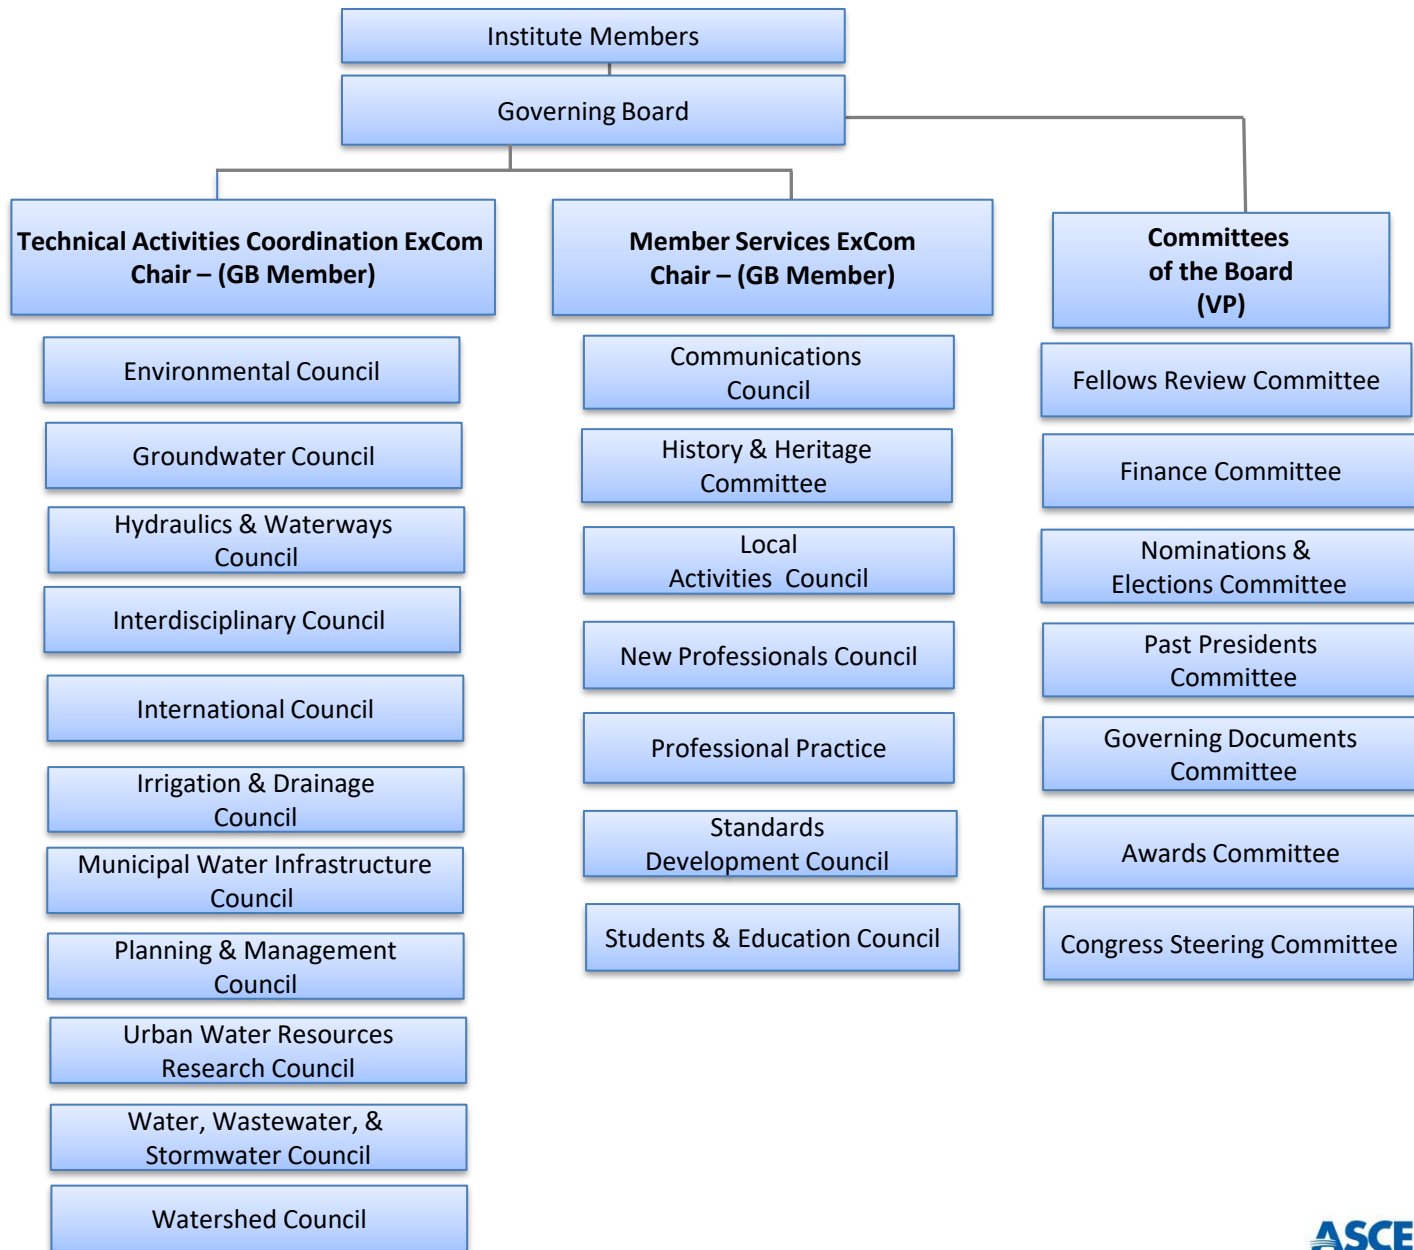 Institute Members
Governing Board
Technical Activities Coordination ExCom
Chair – (GB Member)
Environmental Council
Groundwater Council
Hydraulics & Waterways
Council
Interdisciplinary Council
International Council
Irrigation & Drainage
Council
Municipal Water Infrastructure
Council
Planning & Management
Council
Urban Water Resources
Research Council
Water, Wastewater, &
Stormwater Council
Watershed Council
Member Services ExCom
Chair – (GB Member)
Communications
Council
History & Heritage
Committee
Local
Activities Council
New Professionals Council
Professional Practice
Standards
Development Council
Students & Education Council
Committees
of the Board
(VP)
Fellows Review Committee
Finance Committee
Nominations &
Elections Committee
Past Presidents
Committee
Governing Documents
Committee
Awards Committee
Congress Steering Committee
ASCE